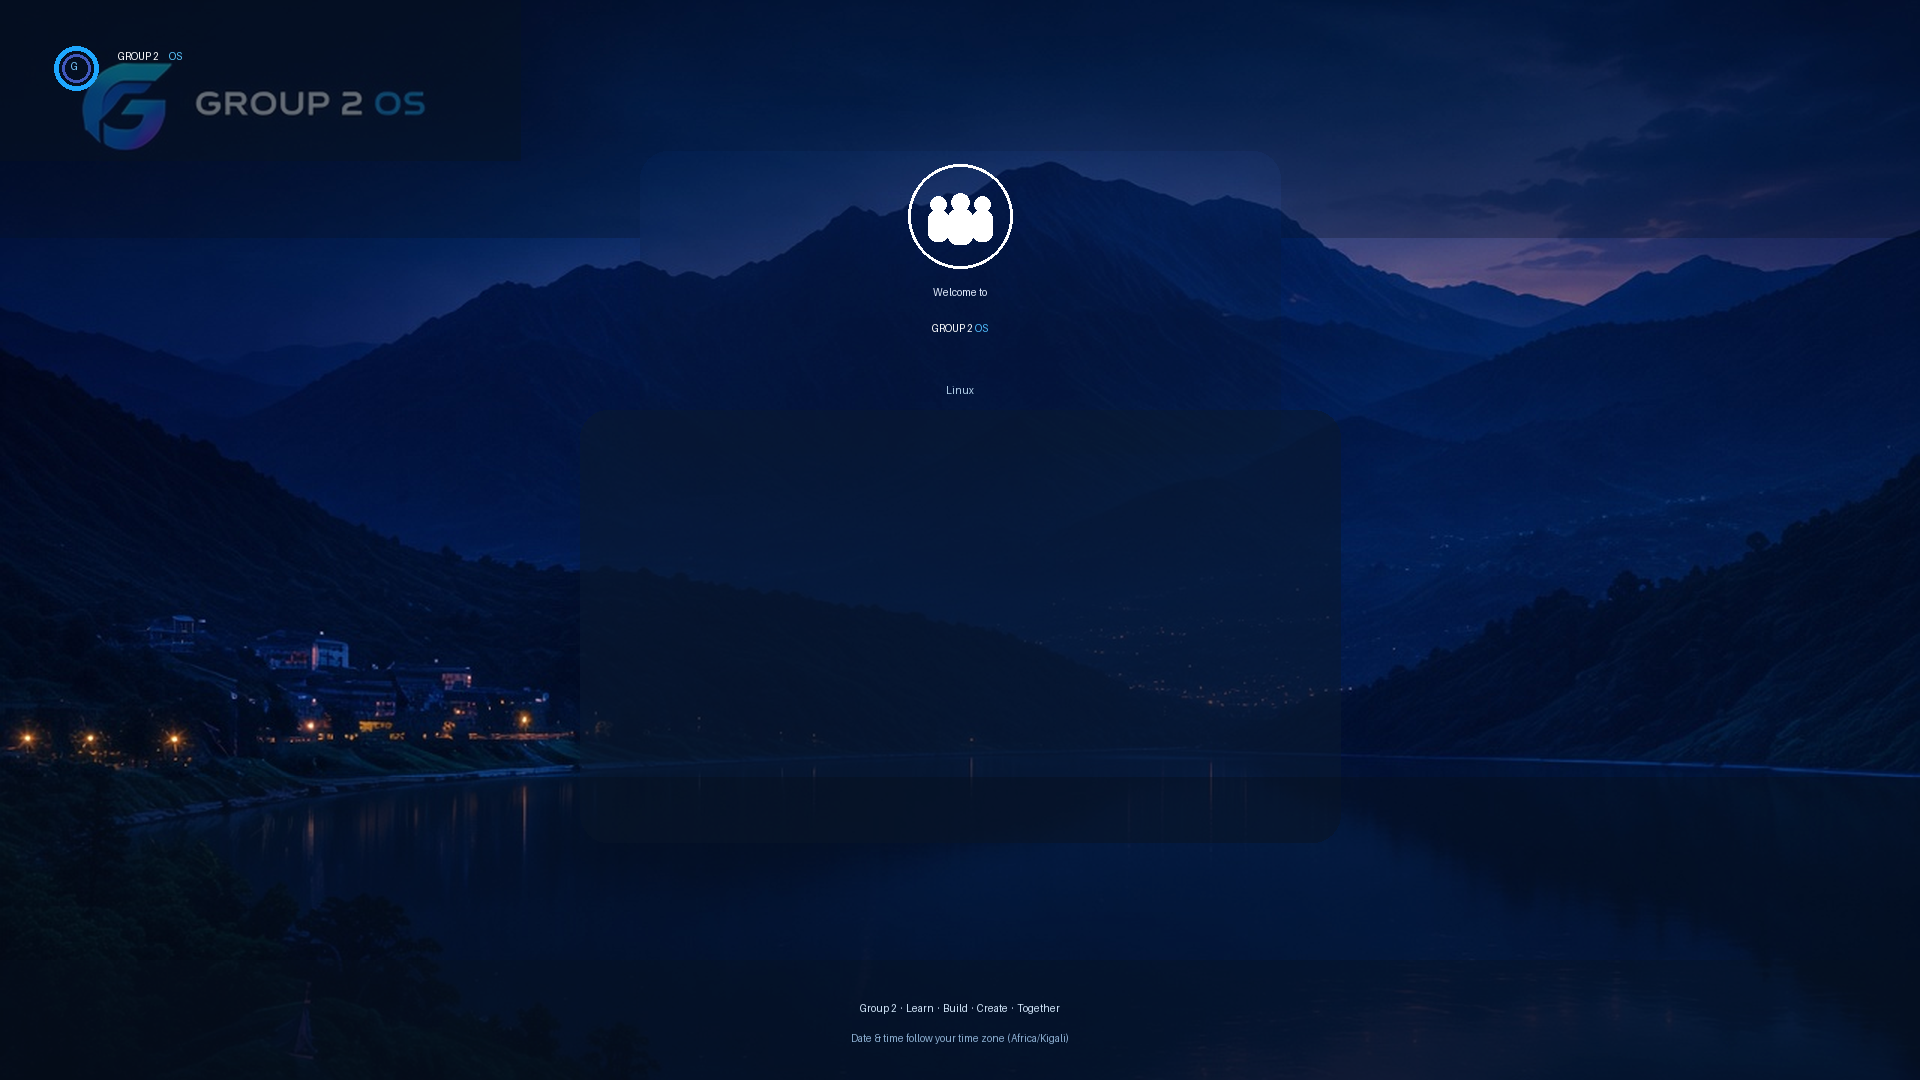 G
GROUP 2 OS
GROUP 2 OS
Welcome to
GROUP 2 OS
Linux
Group 2 · Learn · Build · Create · Together
Date & time follow your time zone (Africa/Kigali)